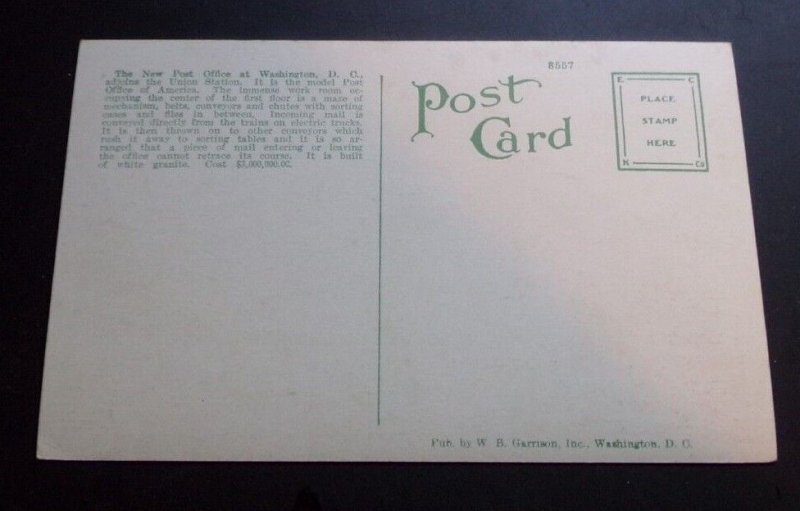 The New Post Office at Washington, D. C.,
adjoins the Union Station. It is the model Post
Office of America. The immense work room oc-
cupying the center of the first floor is a maze of
mechanism, belts, conveyors and chutes with sorting
cases and files in between. Incoming mail is
conveyed directly from the trains on electric trucks.
It is then thrown on to other conveyors which
rush it away to sorting tables and it is so ar-
ranged that a piece of mail entering or leaving
the office cannot retrace its course. It is built
of white granite. Cost $3,000,000.00.
8557
Post
Card
E C
PLACE
STAMP
HERE
K Co
Pub. by W. B. Garrison, Inc., Washington, D. C.